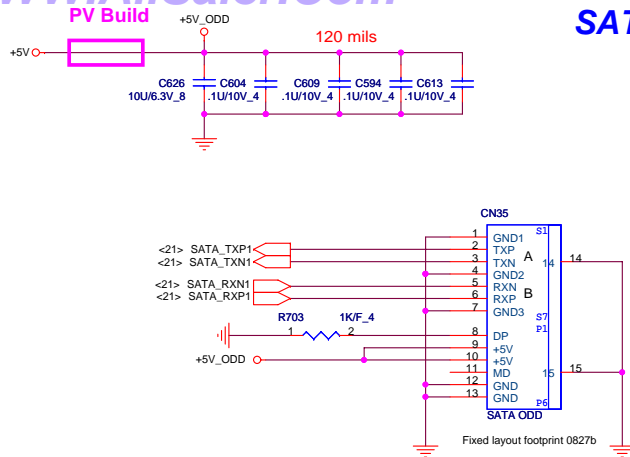 PV Build
SAT
+5V
+5V_ODD
120 mils
C626 C604 C609 C594 C613
10U/6.3V_8 .1U/10V_4 .1U/10V_4 .1U/10V_4 .1U/10V_4
CN35
1 GND1 S1
<21> SATA_TXP1 2 TXP
<21> SATA_TXN1 3 TXN A 14 14
4 GND2
<21> SATA_RXN1 5 RXN
<21> SATA_RXP1 6 RXP B
7 GND3 S7
R703 1K/F_4 P1
1 2 8 DP
9 +5V
+5V_ODD 10 +5V
11 MD 15 15
12 GND
13 GND P6
SATA ODD
Fixed layout footprint 0827b